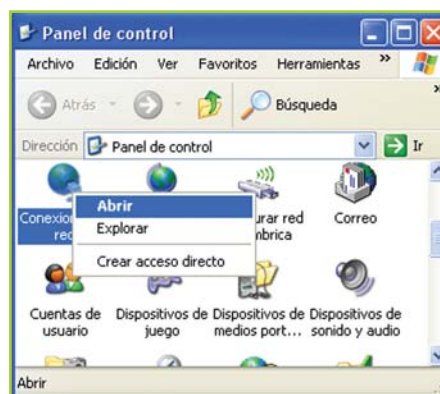 Panel de control
Archivo Edición Ver Favoritos Herramientas »
Atrás Búsqueda »
Dirección Panel de control Ir
Conexion
red
Abrir
Explorar
Crear acceso directo
urar red
mbrica
Correo
Cuentas de
usuario
Dispositivos de
juego
Dispositivos de
medios port...
Dispositivos de
sonido y audio
Abrir